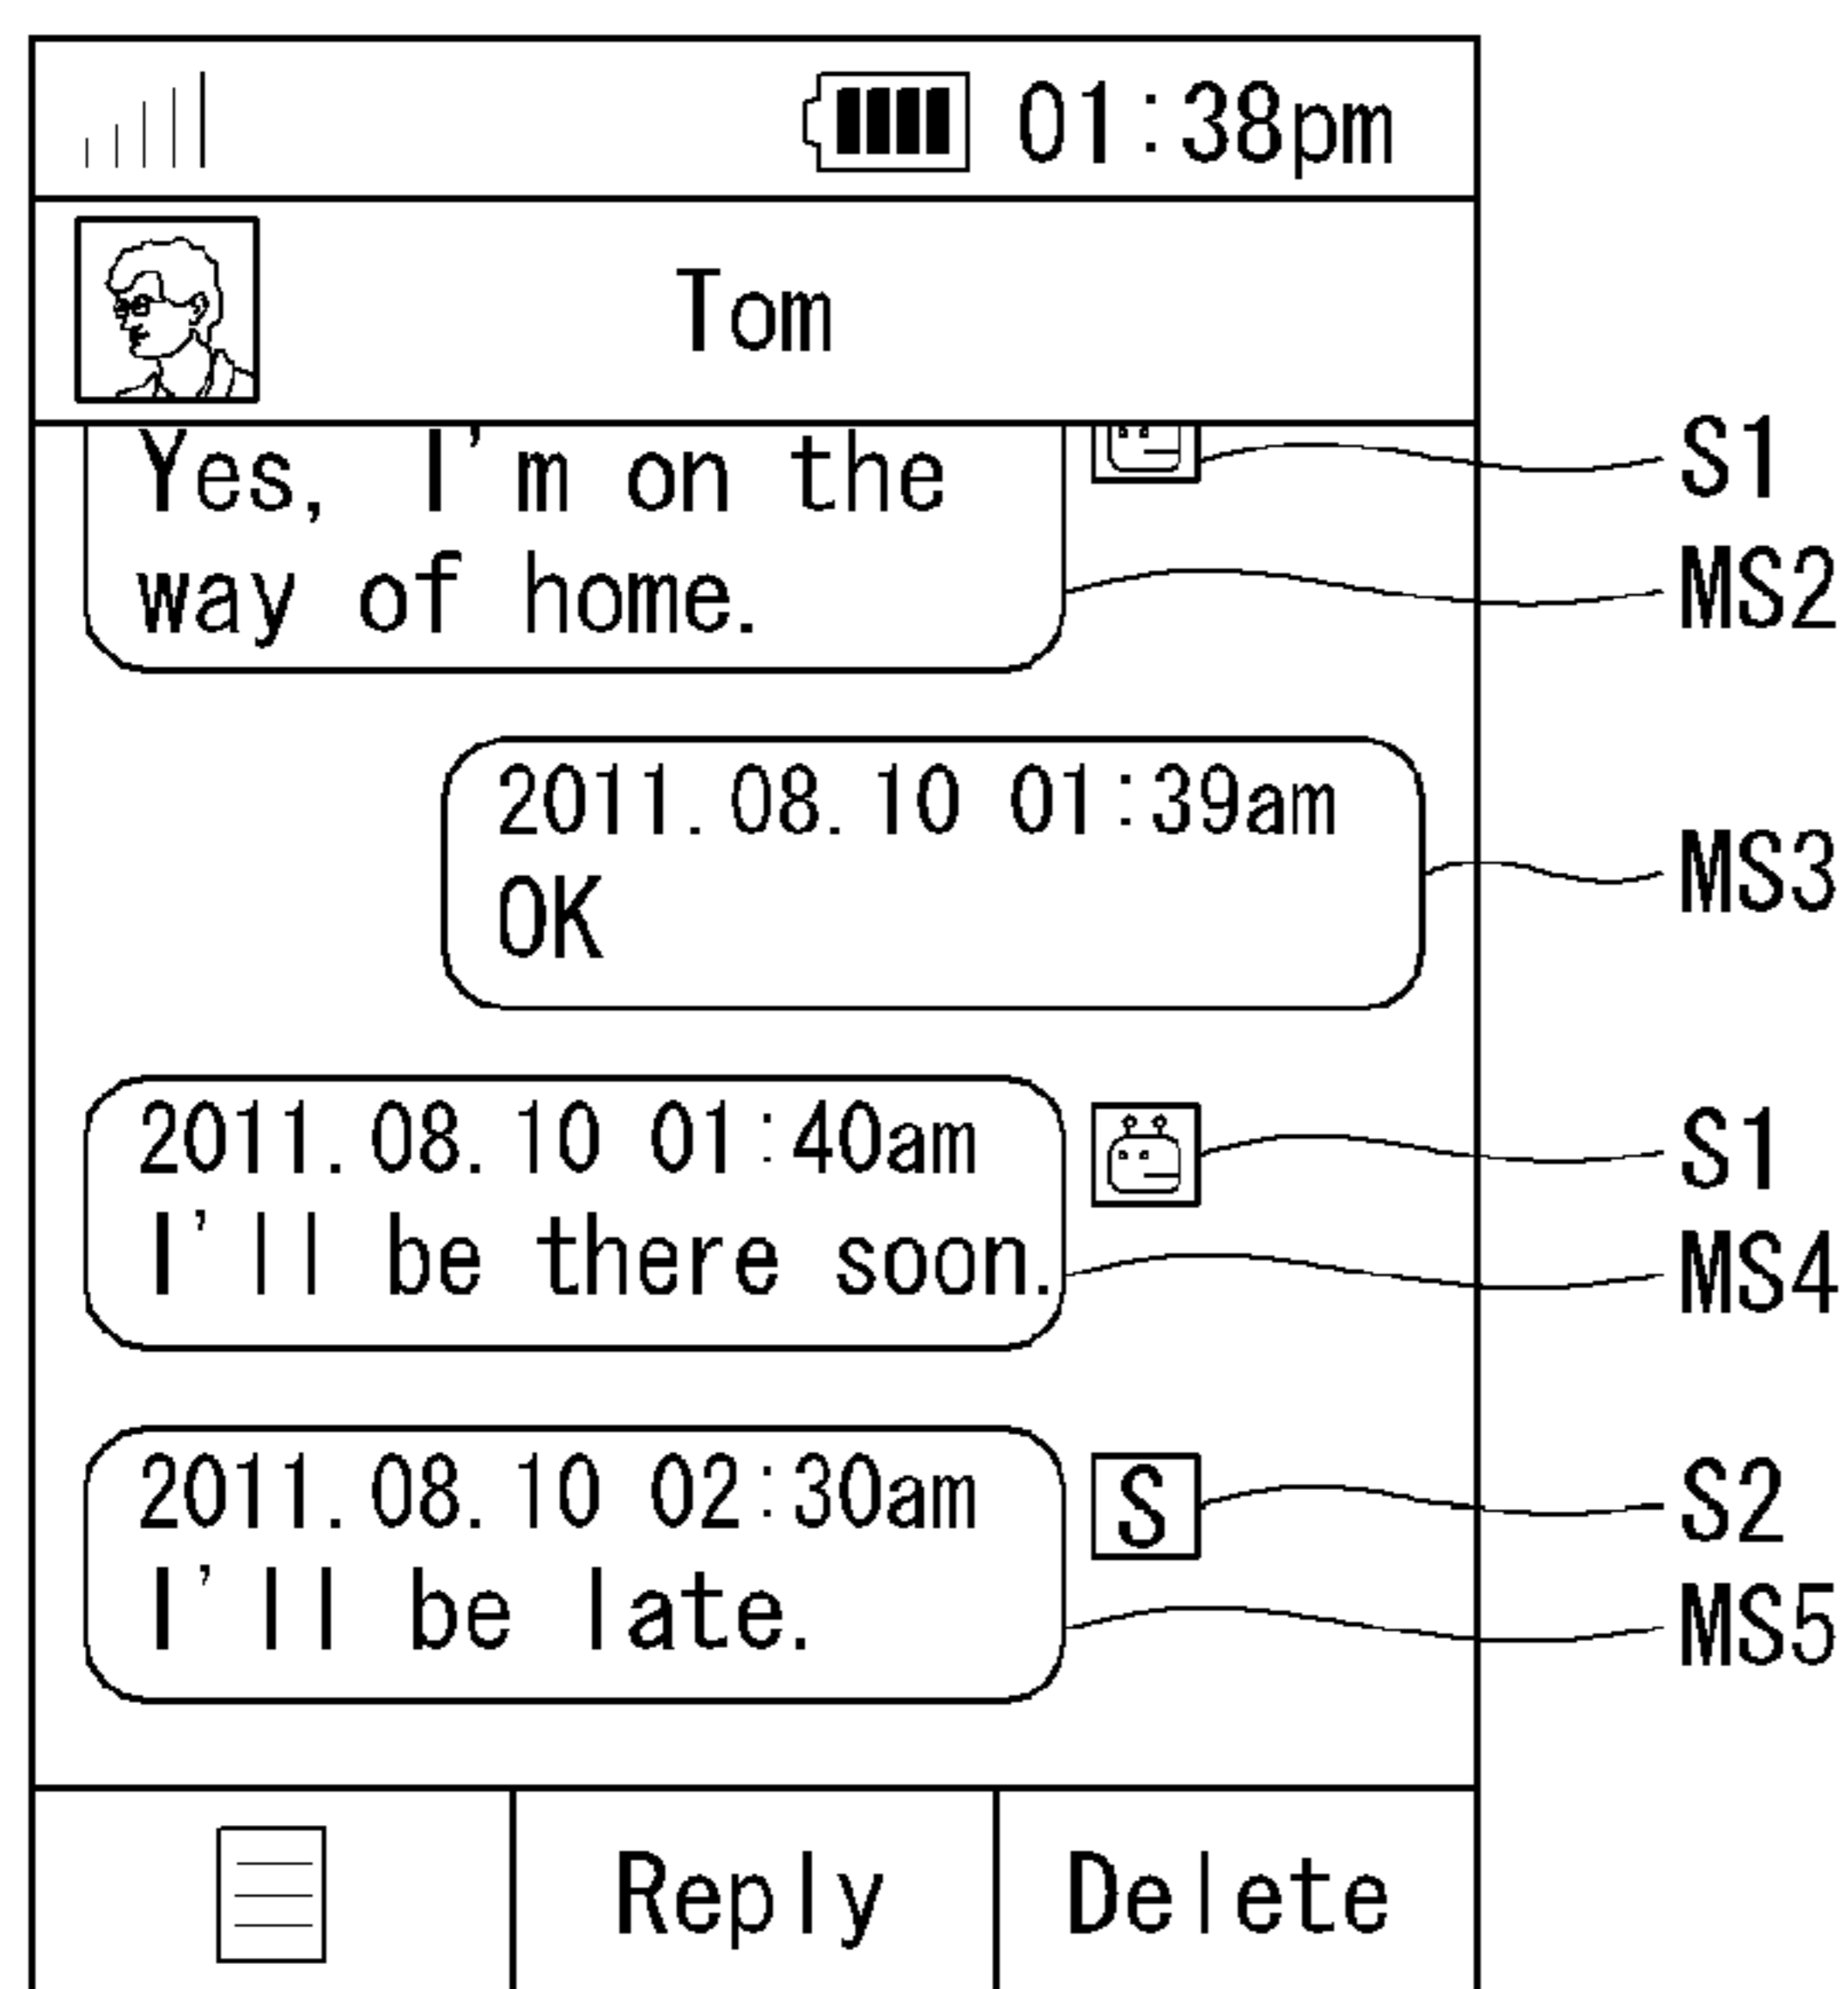 01:38pm
Tom
Yes, I'm on the
way of home.
S1
MS2
2011.08.10 01:39am
OK
MS3
2011.08.10 01:40am
I'll be there soon.
S1
MS4
2011.08.10 02:30am
I'll be late.
S
S2
MS5
Reply
Delete